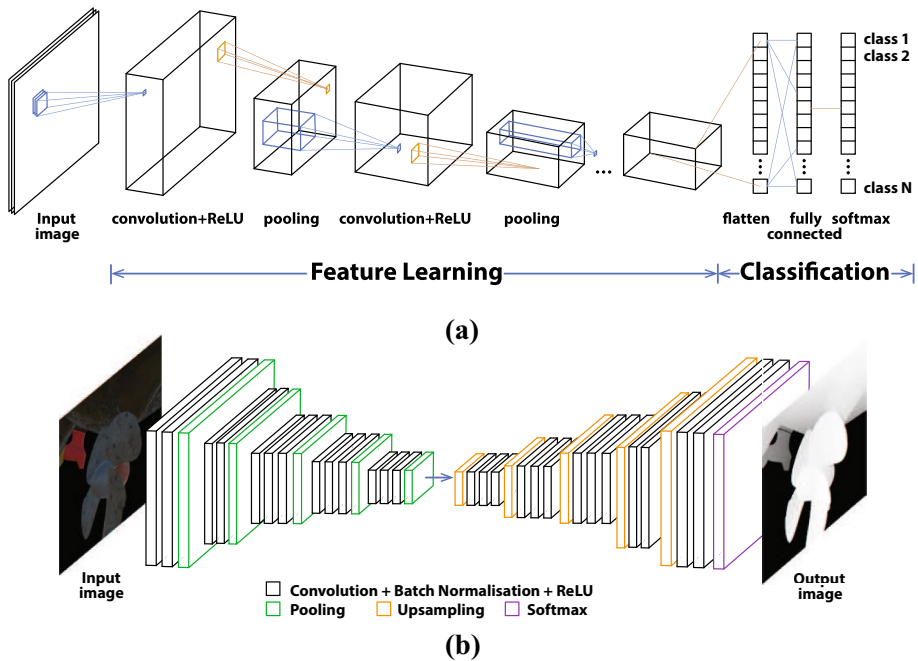 class 1
class 2
class N
Input
image
convolution+ReLU
pooling
convolution+ReLU
pooling
...
flatten
fully
connected
softmax
Feature Learning
Classification
(a)
Input
image
Output
image
Convolution + Batch Normalisation + ReLU
Pooling
Upsampling
Softmax
(b)